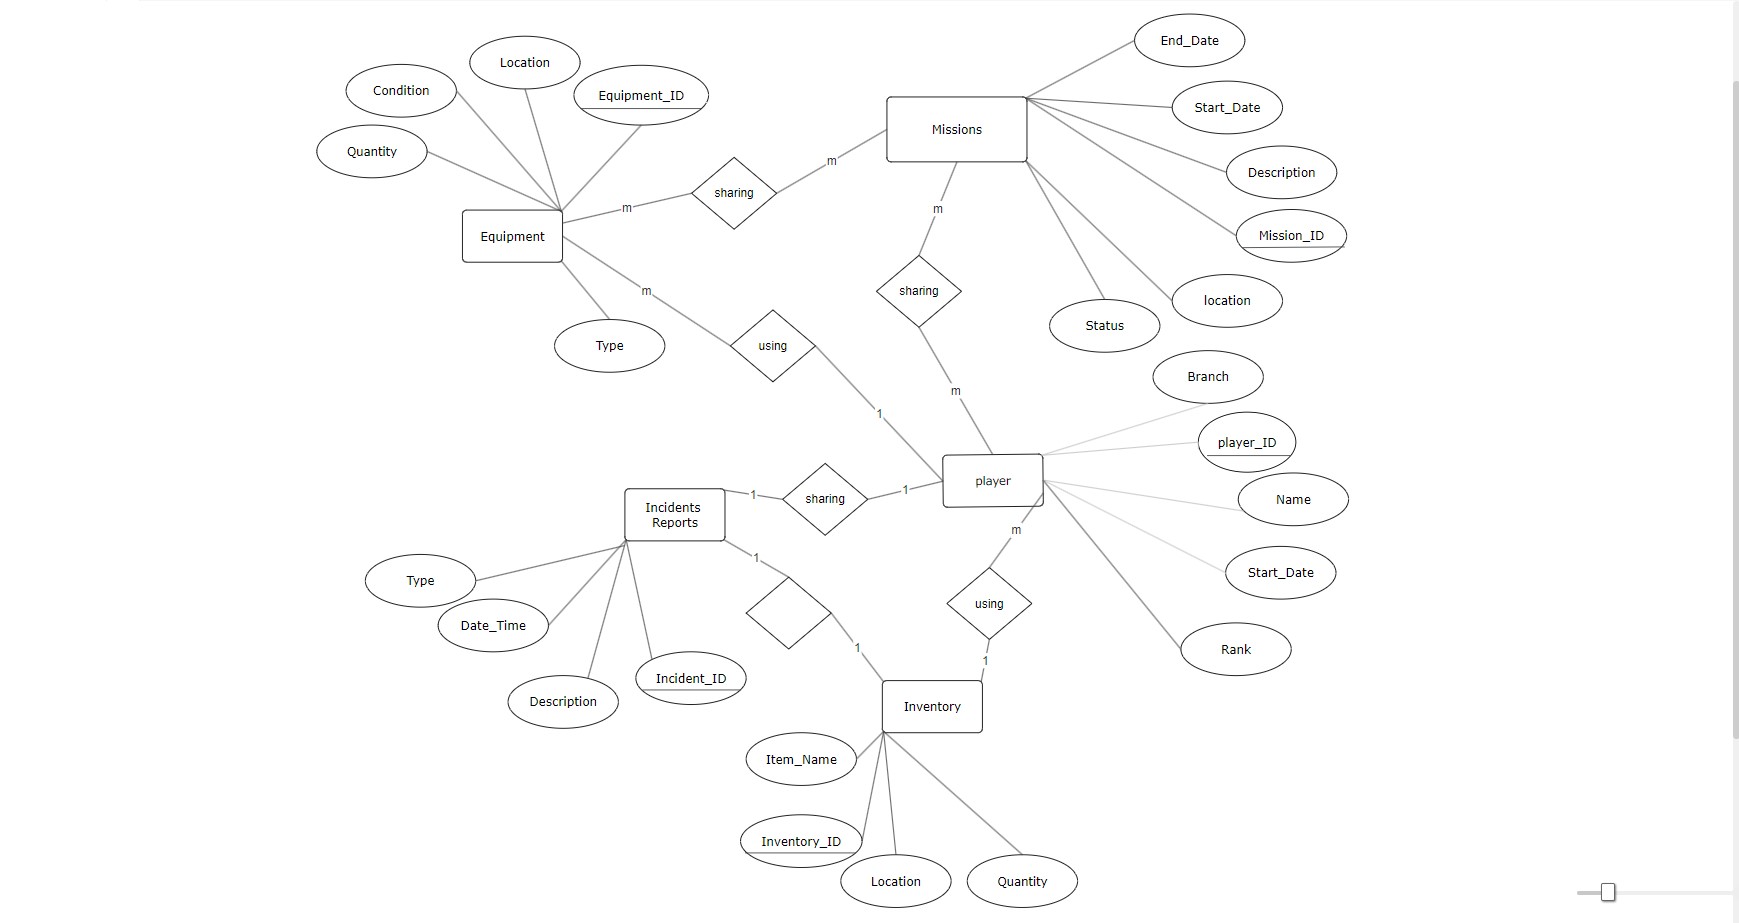 End_Date
Location
Condition
Equipment_ID
Start_Date
Missions
Quantity
m
Description
sharing
m
m
Equipment
Mission_ID
m
sharing
location
Status
Type
using
Branch
m
1
player_ID
player
1
1
sharing
Name
Incidents
Reports
m
1
Type
Start_Date
using
Date_Time
1
Rank
1
Incident_ID
Description
Inventory
Item_Name
Inventory_ID
Location
Quantity